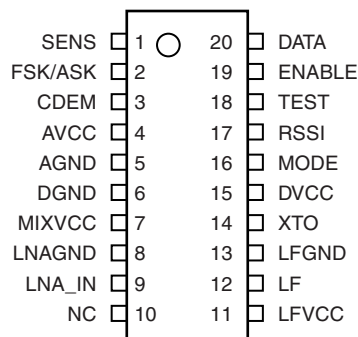 SENS 1 20 DATA
FSK/ASK 2 19 ENABLE
CDEM 3 18 TEST
AVCC 4 17 RSSI
AGND 5 16 MODE
DGND 6 15 DVCC
MIXVCC 7 14 XTO
LNAGND 8 13 LFGND
LNA_IN 9 12 LF
NC 10 11 LFVCC